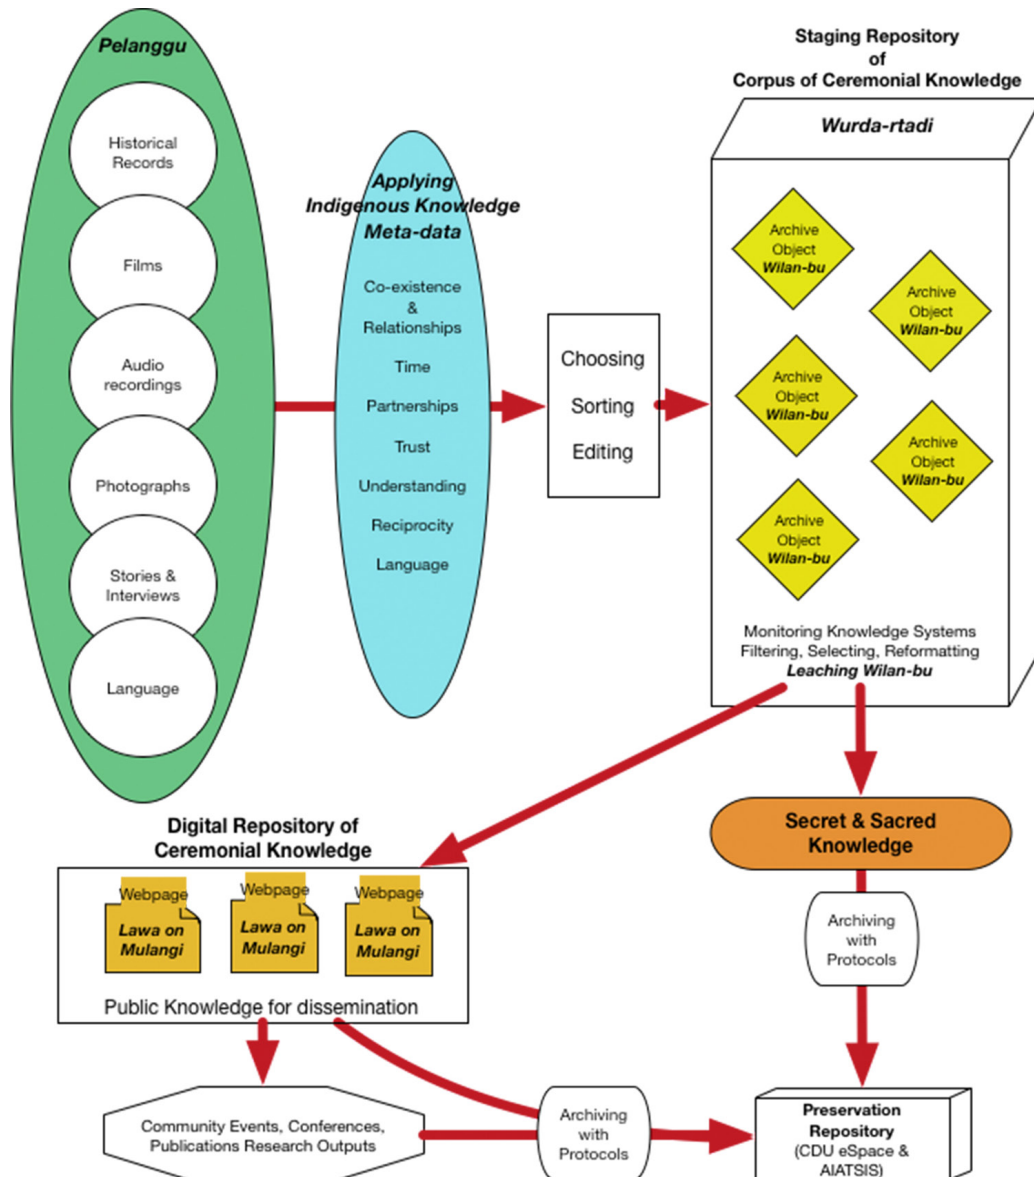 Pelanggu
Historical
Records
Films
Audio
recordings
Photographs
Stories &
Interviews
Language
Applying
Indigenous Knowledge
Meta-data
Co-existence
&
Relationships
Time
Partnerships
Trust
Understanding
Reciprocity
Language
Choosing
Sorting
Editing
Staging Repository
of
Corpus of Ceremonial Knowledge
Wurda-rtadi
Archive
Object
Wilan-bu
Archive
Object
Wilan-bu
Archive
Object
Wilan-bu
Archive
Object
Wilan-bu
Archive
Object
Wilan-bu
Monitoring Knowledge Systems
Filtering, Selecting, Reformatting
Leaching Wilan-bu
Secret & Sacred
Knowledge
Archiving
with
Protocols
Digital Repository of
Ceremonial Knowledge
Webpage
Lawa on
Mulangi
Webpage
Lawa on
Mulangi
Webpage
Lawa on
Mulangi
Public Knowledge for dissemination
Community Events, Conferences,
Publications Research Outputs
Archiving
with
Protocols
Preservation
Repository
(CDU eSpace &
AIATSIS)